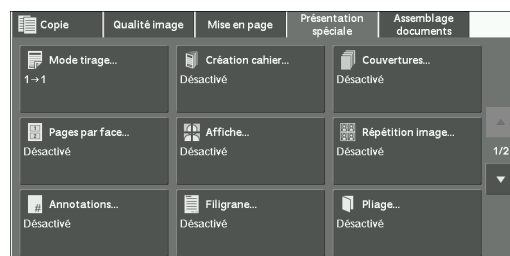 Copie
Qualité image
Mise en page
Présentation
spéciale
Assemblage
documents
Mode tirage...
1→1
Création cahier...
Désactivé
Couvertures...
Désactivé
Pages par face...
Désactivé
Affiche...
Désactivé
Répétition image...
Désactivé
1/2
# Annotations...
Désactivé
Filigrane...
Désactivé
Pliage...
Désactivé